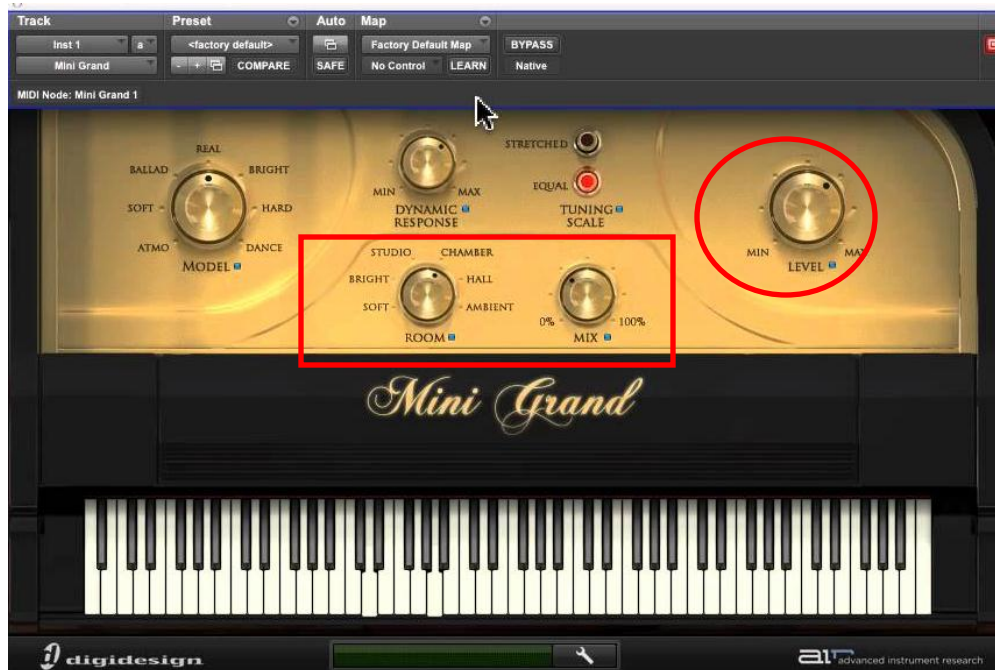 Track Preset Auto Map
Inst 1 a <factory default> Factory Default Map BYPASS
Mini Grand - + COMPARE SAFE No Control LEARN Native
MIDI Node: Mini Grand 1
REAL
BALLAD BRIGHT
SOFT HARD
ATMO DANCE
MODEL
MIN MAX
DYNAMIC
RESPONSE
STRETCHED
EQUAL
TUNING
SCALE
MIN MAX
LEVEL
STUDIO CHAMBER
BRIGHT HALL
SOFT AMBIENT
ROOM
0% 100%
MIX
Mini Grand
digidesign
air advanced instrument research